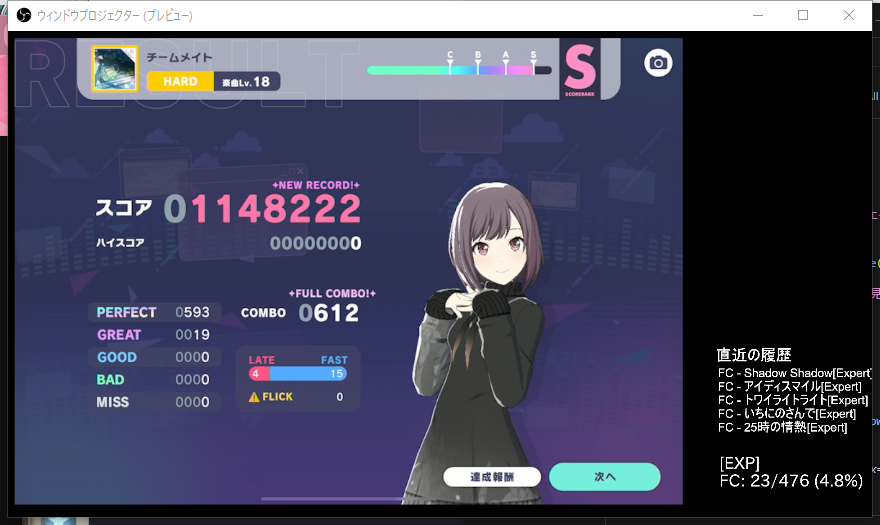 ウィンドウプロジェクター (プレビュー)
RESULT
チームメイト
HARD 楽曲Lv.18
C B A S
S
SCORERANK
NEW RECORD!
スコア 01148222
ハイスコア 00000000
FULL COMBO!
COMBO 0612
PERFECT 0593
GREAT 0019
GOOD 0000
BAD 0000
MISS 0000
LATE FAST
4 15
FLICK 0
達成報酬
次へ
直近の履歴
FC - Shadow Shadow[Expert]
FC - アイディスマイル[Expert]
FC - トワイライトライト[Expert]
FC - いちにのさんで[Expert]
FC - 25時の情熱[Expert]
[EXP]
FC: 23/476 (4.8%)